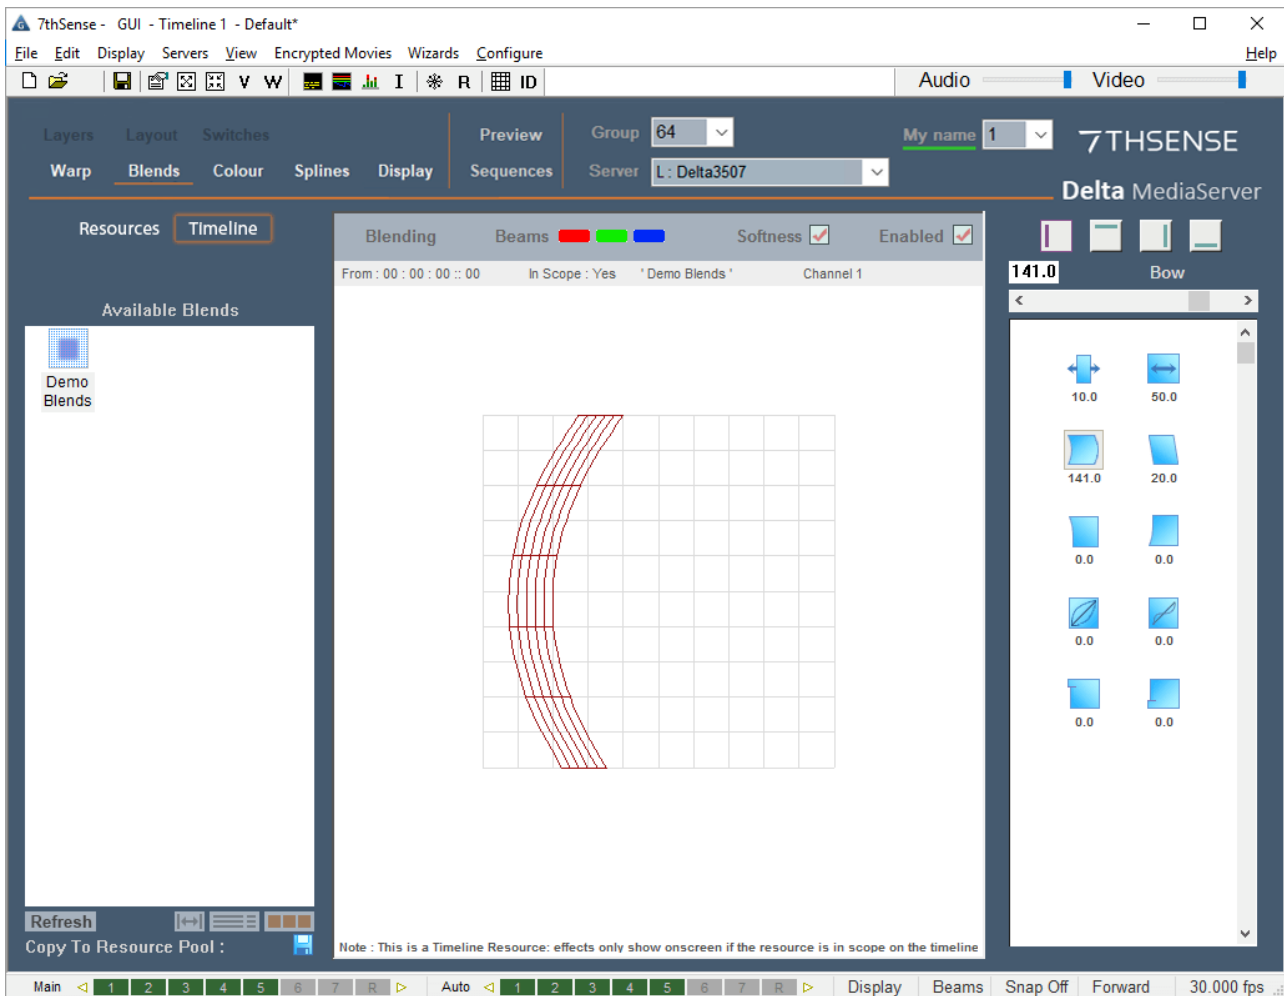 7thSense - GUI - Timeline 1 - Default*
File Edit Display Servers View Encrypted Movies Wizards Configure Help
V W I R ID Audio Video
Layers Layout Switches Preview Group 64 My name 1 7THSENSE
Warp Blends Colour Splines Display Sequences Server L : Delta3507
Delta MediaServer
Resources Timeline Blending Beams Softness Enabled
From : 00 : 00 : 00 :: 00 In Scope : Yes ' Demo Blends ' Channel 1 141.0 Bow
Available Blends
Demo
Blends
10.0 50.0
141.0 20.0
0.0 0.0
0.0 0.0
0.0 0.0
Refresh
Copy To Resource Pool :
Note : This is a Timeline Resource: effects only show onscreen if the resource is in scope on the timeline
Main 1 2 3 4 5 6 7 R Auto 1 2 3 4 5 6 7 R Display Beams Snap Off Forward 30.000 fps